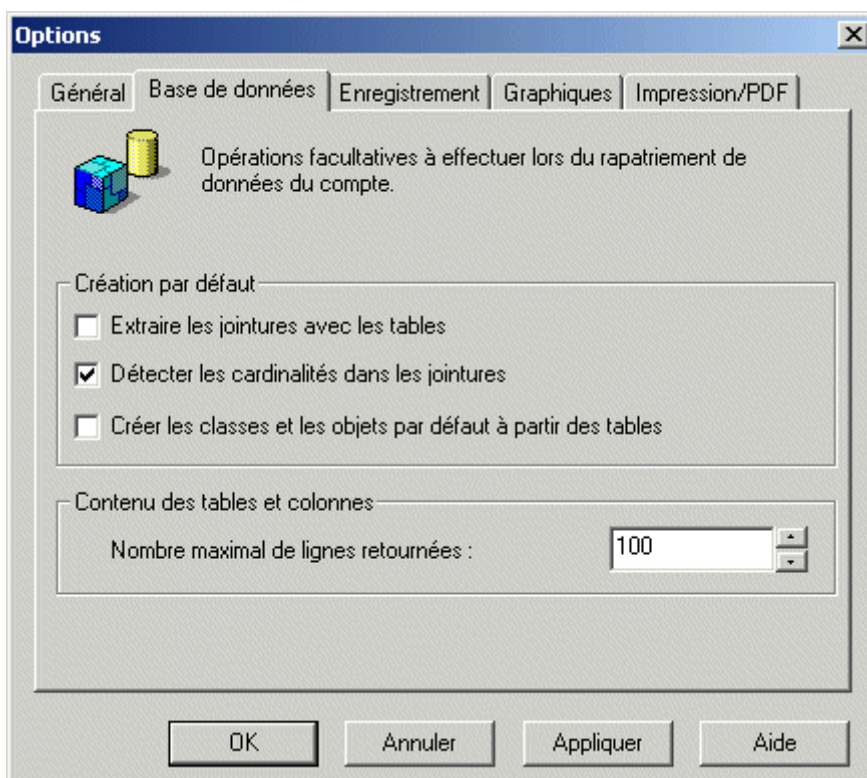 Options
Général
Base de données
Enregistrement
Graphiques
Impression/PDF
Opérations facultatives à effectuer lors du rapatriement de
données du compte.
Création par défaut
Extraire les jointures avec les tables
Détecter les cardinalités dans les jointures
Créer les classes et les objets par défaut à partir des tables
Contenu des tables et colonnes
Nombre maximal de lignes retournées :
100
OK
Annuler
Appliquer
Aide